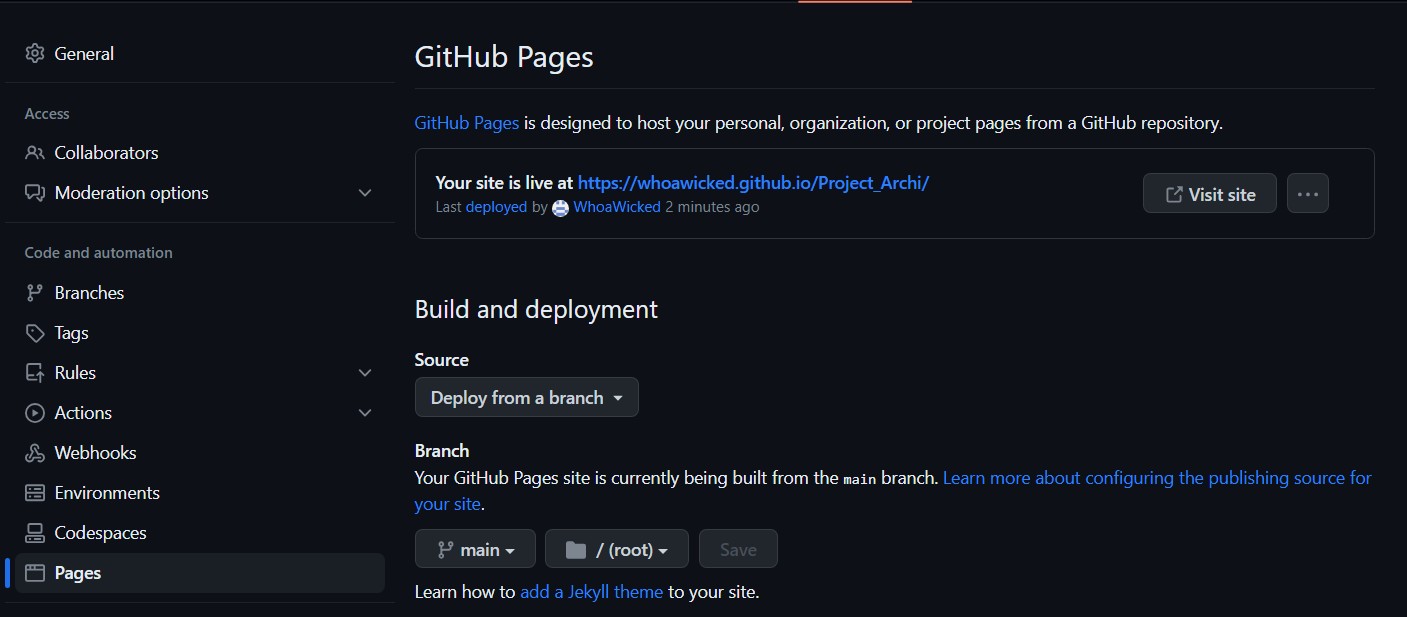 General
Access
Collaborators
Moderation options
Code and automation
Branches
Tags
Rules
Actions
Webhooks
Environments
Codespaces
Pages
GitHub Pages
GitHub Pages is designed to host your personal, organization, or project pages from a GitHub repository.
Your site is live at https://whoawicked.github.io/Project_Archi/
Last deployed by WhoaWicked 2 minutes ago
Visit site
Build and deployment
Source
Deploy from a branch
Branch
Your GitHub Pages site is currently being built from the main branch. Learn more about configuring the publishing source for
your site.
main
/ (root)
Save
Learn how to add a Jekyll theme to your site.